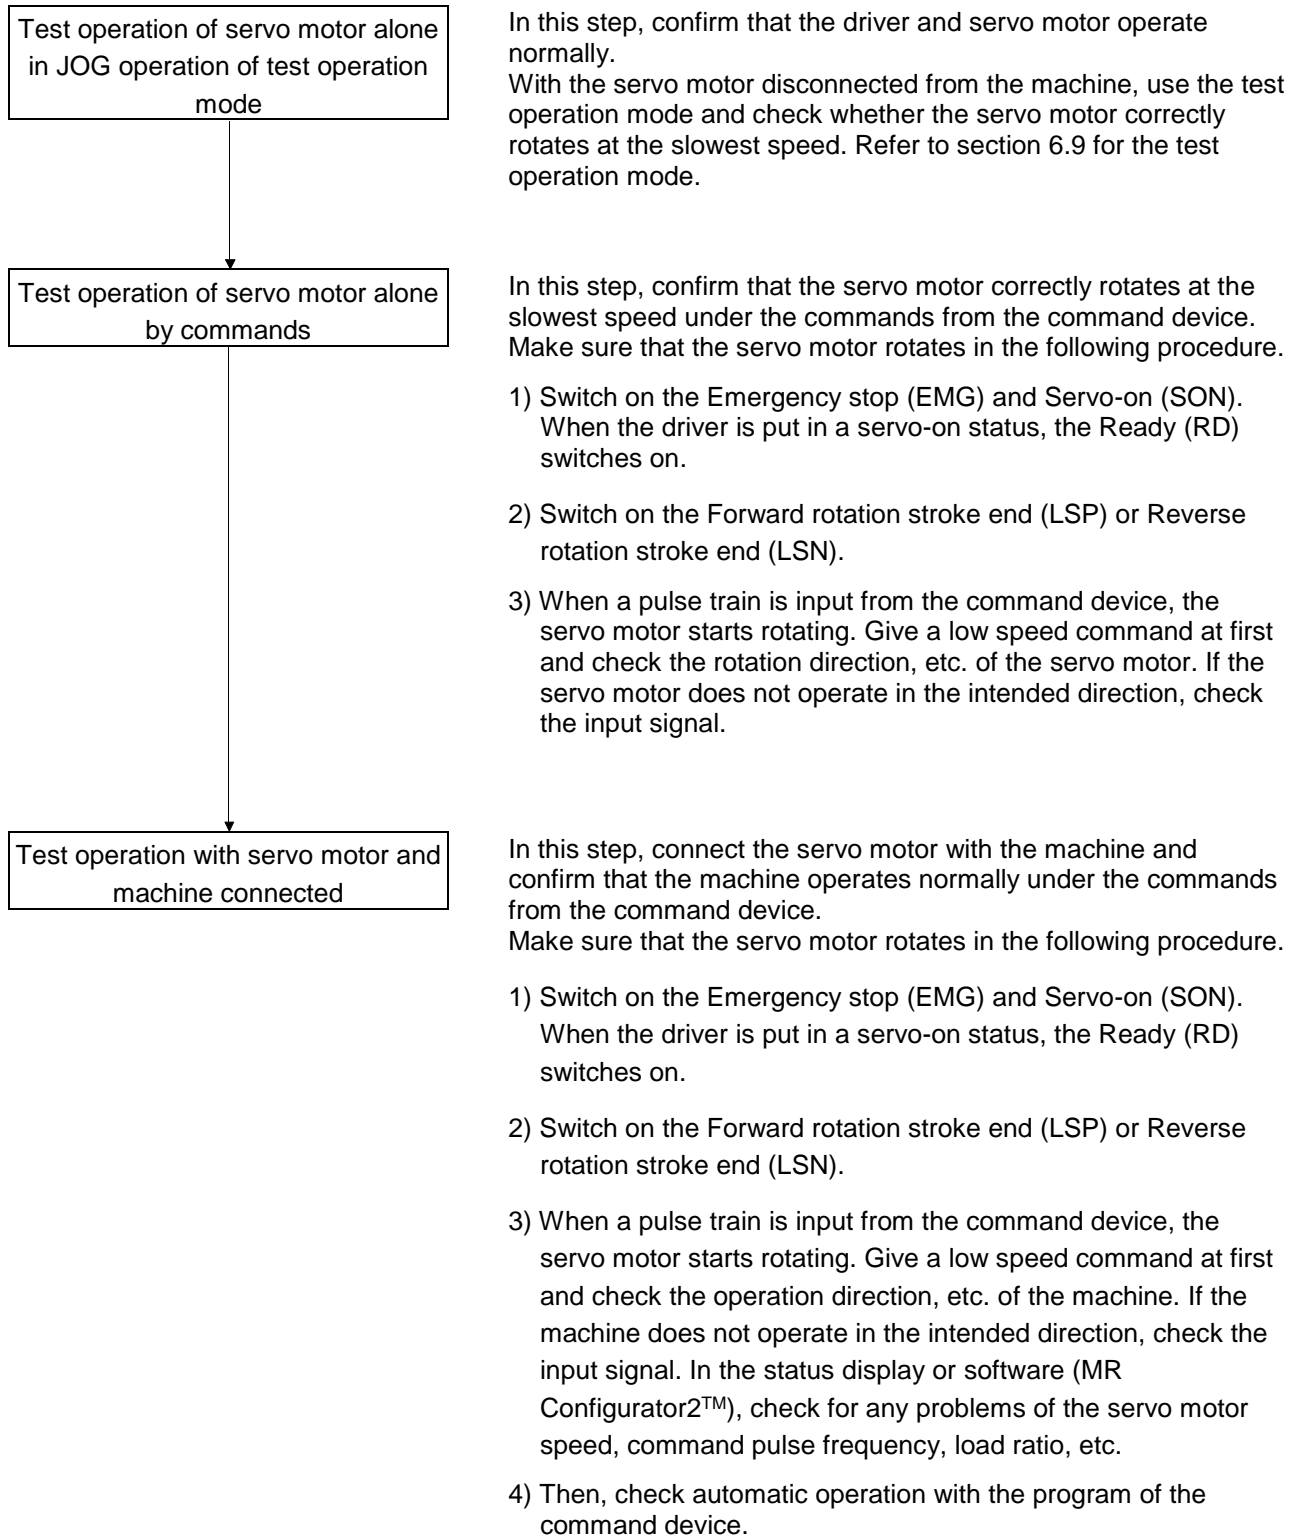 Test operation of servo motor alone
in JOG operation of test operation
mode
In this step, confirm that the driver and servo motor operate
normally.
With the servo motor disconnected from the machine, use the test
operation mode and check whether the servo motor correctly
rotates at the slowest speed. Refer to section 6.9 for the test
operation mode.
Test operation of servo motor alone
by commands
In this step, confirm that the servo motor correctly rotates at the
slowest speed under the commands from the command device.
Make sure that the servo motor rotates in the following procedure.
1) Switch on the Emergency stop (EMG) and Servo-on (SON).
When the driver is put in a servo-on status, the Ready (RD)
switches on.
2) Switch on the Forward rotation stroke end (LSP) or Reverse
rotation stroke end (LSN).
3) When a pulse train is input from the command device, the
servo motor starts rotating. Give a low speed command at first
and check the rotation direction, etc. of the servo motor. If the
servo motor does not operate in the intended direction, check
the input signal.
Test operation with servo motor and
machine connected
In this step, connect the servo motor with the machine and
confirm that the machine operates normally under the commands
from the command device.
Make sure that the servo motor rotates in the following procedure.
1) Switch on the Emergency stop (EMG) and Servo-on (SON).
When the driver is put in a servo-on status, the Ready (RD)
switches on.
2) Switch on the Forward rotation stroke end (LSP) or Reverse
rotation stroke end (LSN).
3) When a pulse train is input from the command device, the
servo motor starts rotating. Give a low speed command at first
and check the operation direction, etc. of the machine. If the
machine does not operate in the intended direction, check the
input signal. In the status display or software (MR
Configurator2™), check for any problems of the servo motor
speed, command pulse frequency, load ratio, etc.
4) Then, check automatic operation with the program of the
command device.